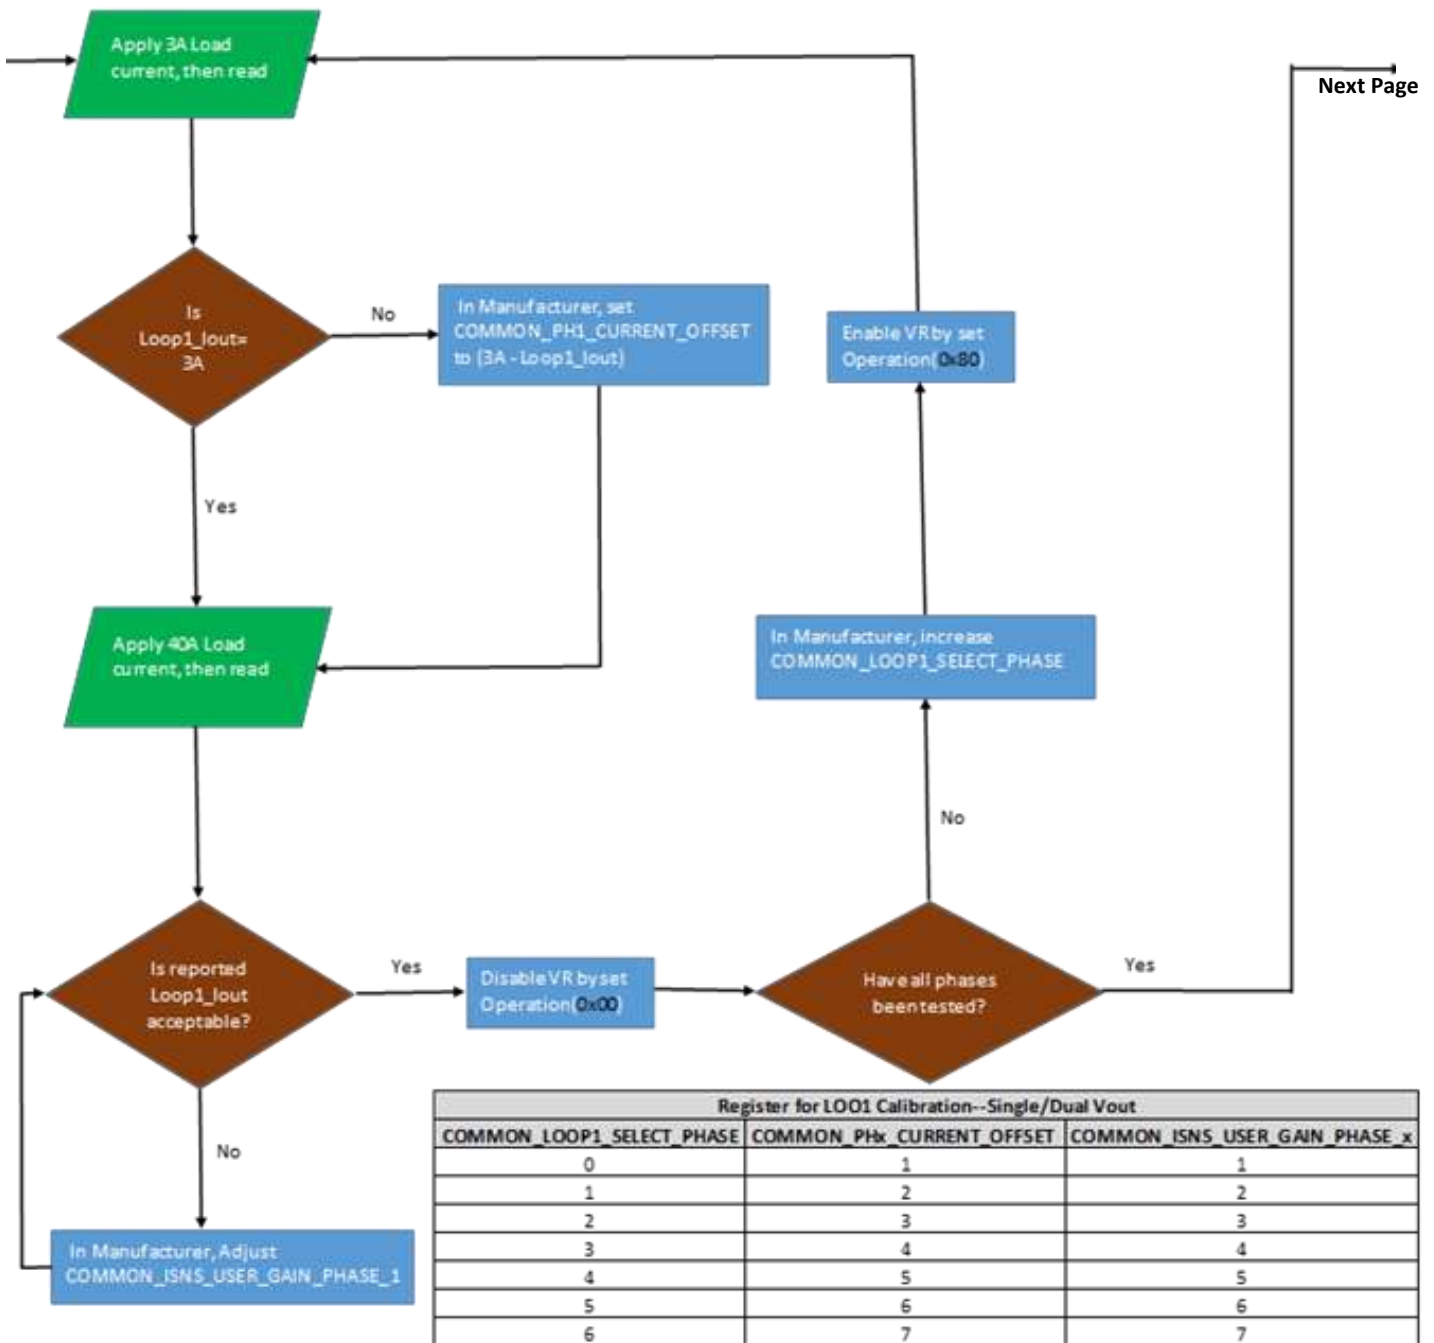 Apply 3A Load
current, then read
Next Page
Is
Loop1_Iout=
3A
No
In Manufacturer, set
COMMON_PH1_CURRENT_OFFSET
to (3A - Loop1_Iout)
Enable VR by set
Operation(0x80)
Yes
Apply 40A Load
current, then read
In Manufacturer, increase
COMMON_LOOP1_SELECT_PHASE
No
Is reported
Loop1_Iout
acceptable?
Yes
Disable VR by set
Operation(0x00)
Have all phases
been tested?
Yes
No
In Manufacturer, Adjust
COMMON_ISNS_USER_GAIN_PHASE_1
Register for LOO1 Calibration--Single/Dual Vout
COMMON_LOOP1_SELECT_PHASE COMMON_PHx_CURRENT_OFFSET COMMON_ISNS_USER_GAIN_PHASE_x
0 1 1
1 2 2
2 3 3
3 4 4
4 5 5
5 6 6
6 7 7